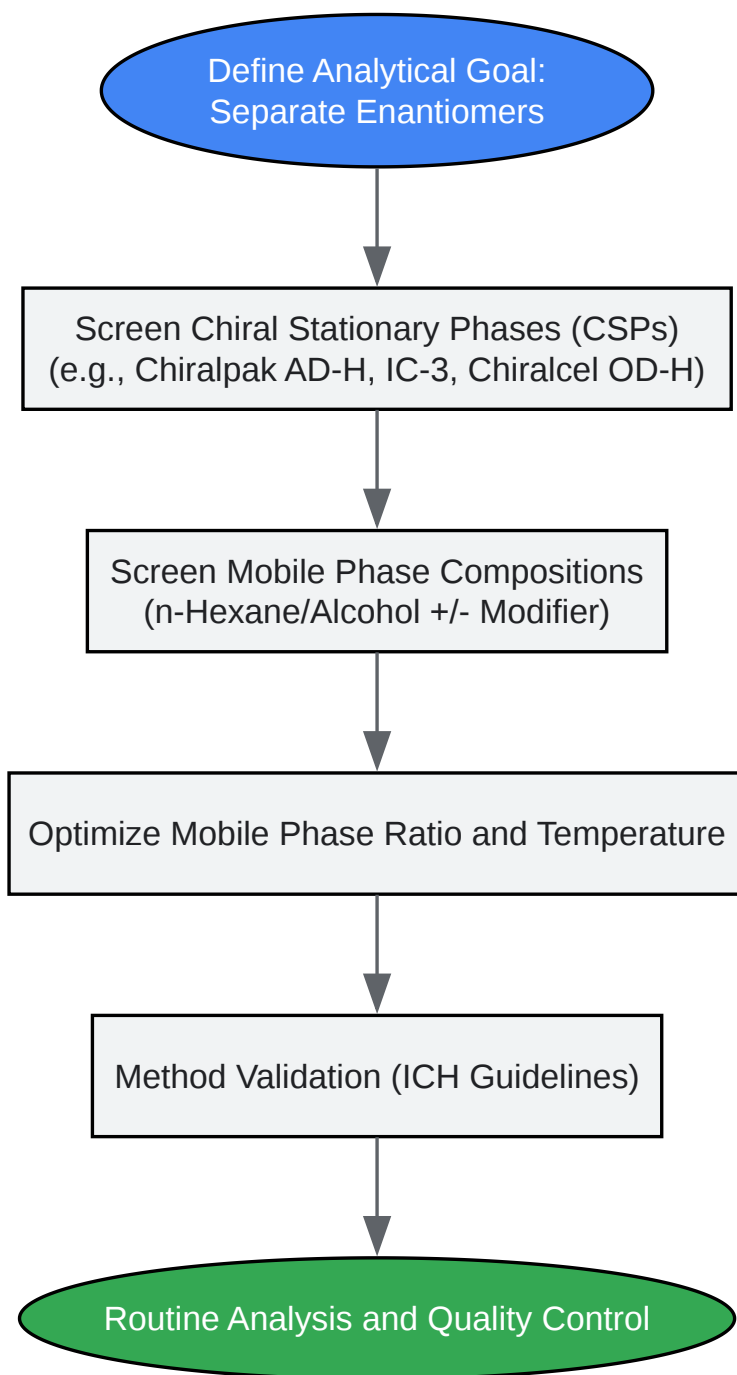 Define Analytical Goal:
Separate Enantiomers
Screen Chiral Stationary Phases (CSPs)
(e.g., Chiralpak AD-H, IC-3, Chiralcel OD-H)
Screen Mobile Phase Compositions
(n-Hexane/Alcohol +/- Modifier)
Optimize Mobile Phase Ratio and Temperature
Method Validation (ICH Guidelines)
Routine Analysis and Quality Control